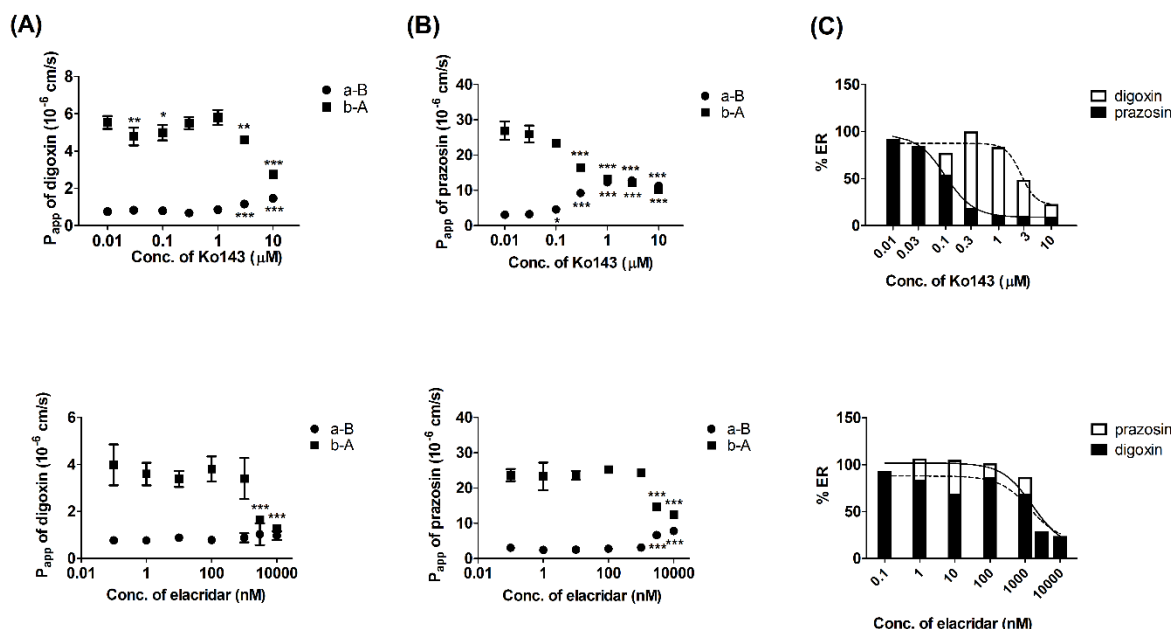 (A)
(B)
(C)
P_app of digoxin (10^-6 cm/s)
8
6
4
2
0
** * ** *** *** ***
0.01 0.1 1 10
Conc. of Ko143 (μM)
a-B
b-A
P_app of prazosin (10^-6 cm/s)
40
30
20
10
0
*** *** *** ***
* *** *** *** ***
0.01 0.1 1 10
Conc. of Ko143 (μM)
a-B
b-A
% ER
150
100
50
0
0.01 0.03 0.1 0.3 1 3 10
Conc. of Ko143 (μM)
digoxin
prazosin
P_app of digoxin (10^-6 cm/s)
6
4
2
0
*** ***
0.01 1 100 10000
Conc. of elacridar (nM)
a-B
b-A
P_app of prazosin (10^-6 cm/s)
40
30
20
10
0
*** ***
*** ***
0.01 1 100 10000
Conc. of elacridar (nM)
a-B
b-A
% ER
150
100
50
0
0.1 1 10 100 1000 10000
Conc. of elacridar (nM)
prazosin
digoxin